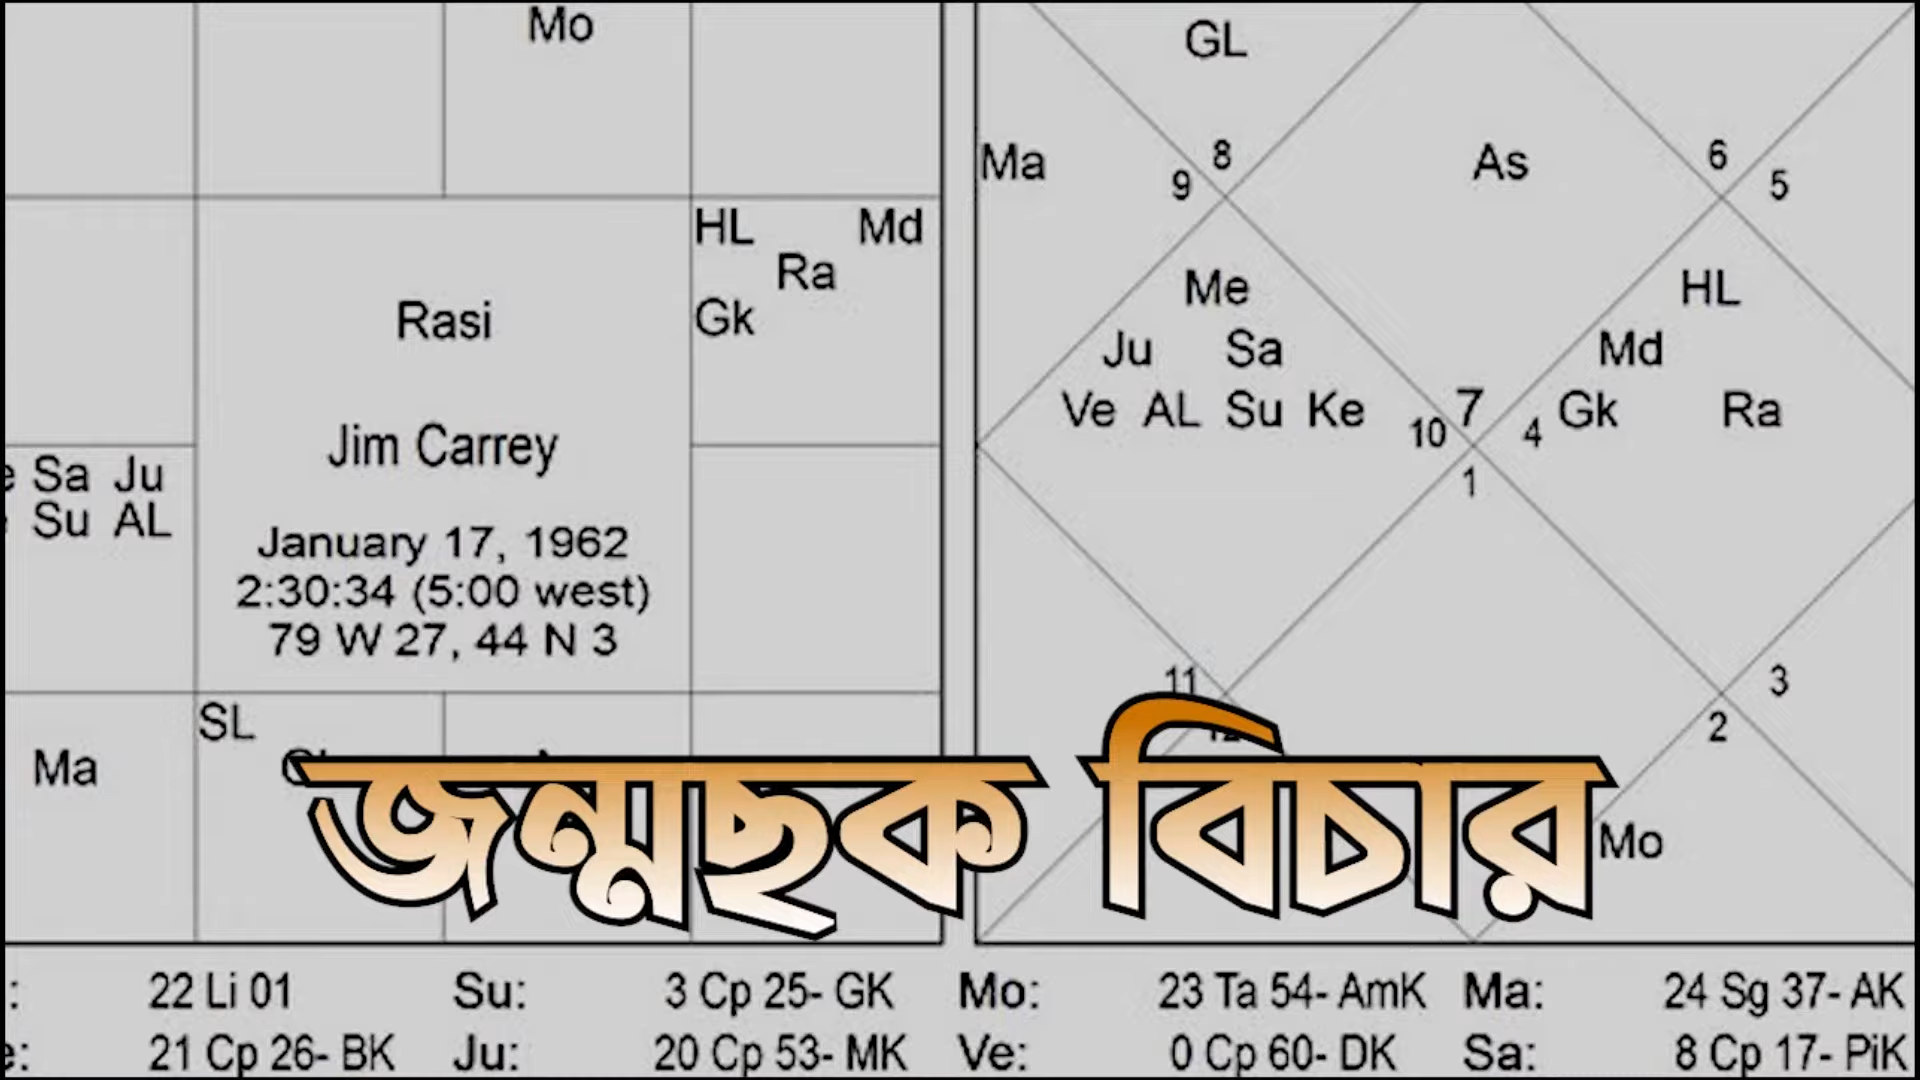 Mo
GL
Ma
8
As
6
9
5
HL Md
Ra
Gk
Rasi
Jim Carrey
January 17, 1962
2:30:34 (5:00 west)
79 W 27, 44 N 3
Sa Ju
Su AL
Ma
SL
Me
Ju Sa
Ve AL Su Ke
10
7
4
1
HL
Md
Gk Ra
11
12
3
2
Mo
জন্মছক বিচার
: 22 Li 01 Su: 3 Cp 25- GK Mo: 23 Ta 54- AmK Ma: 24 Sg 37- AK
e: 21 Cp 26- BK Ju: 20 Cp 53- MK Ve: 0 Cp 60- DK Sa: 8 Cp 17- PiK